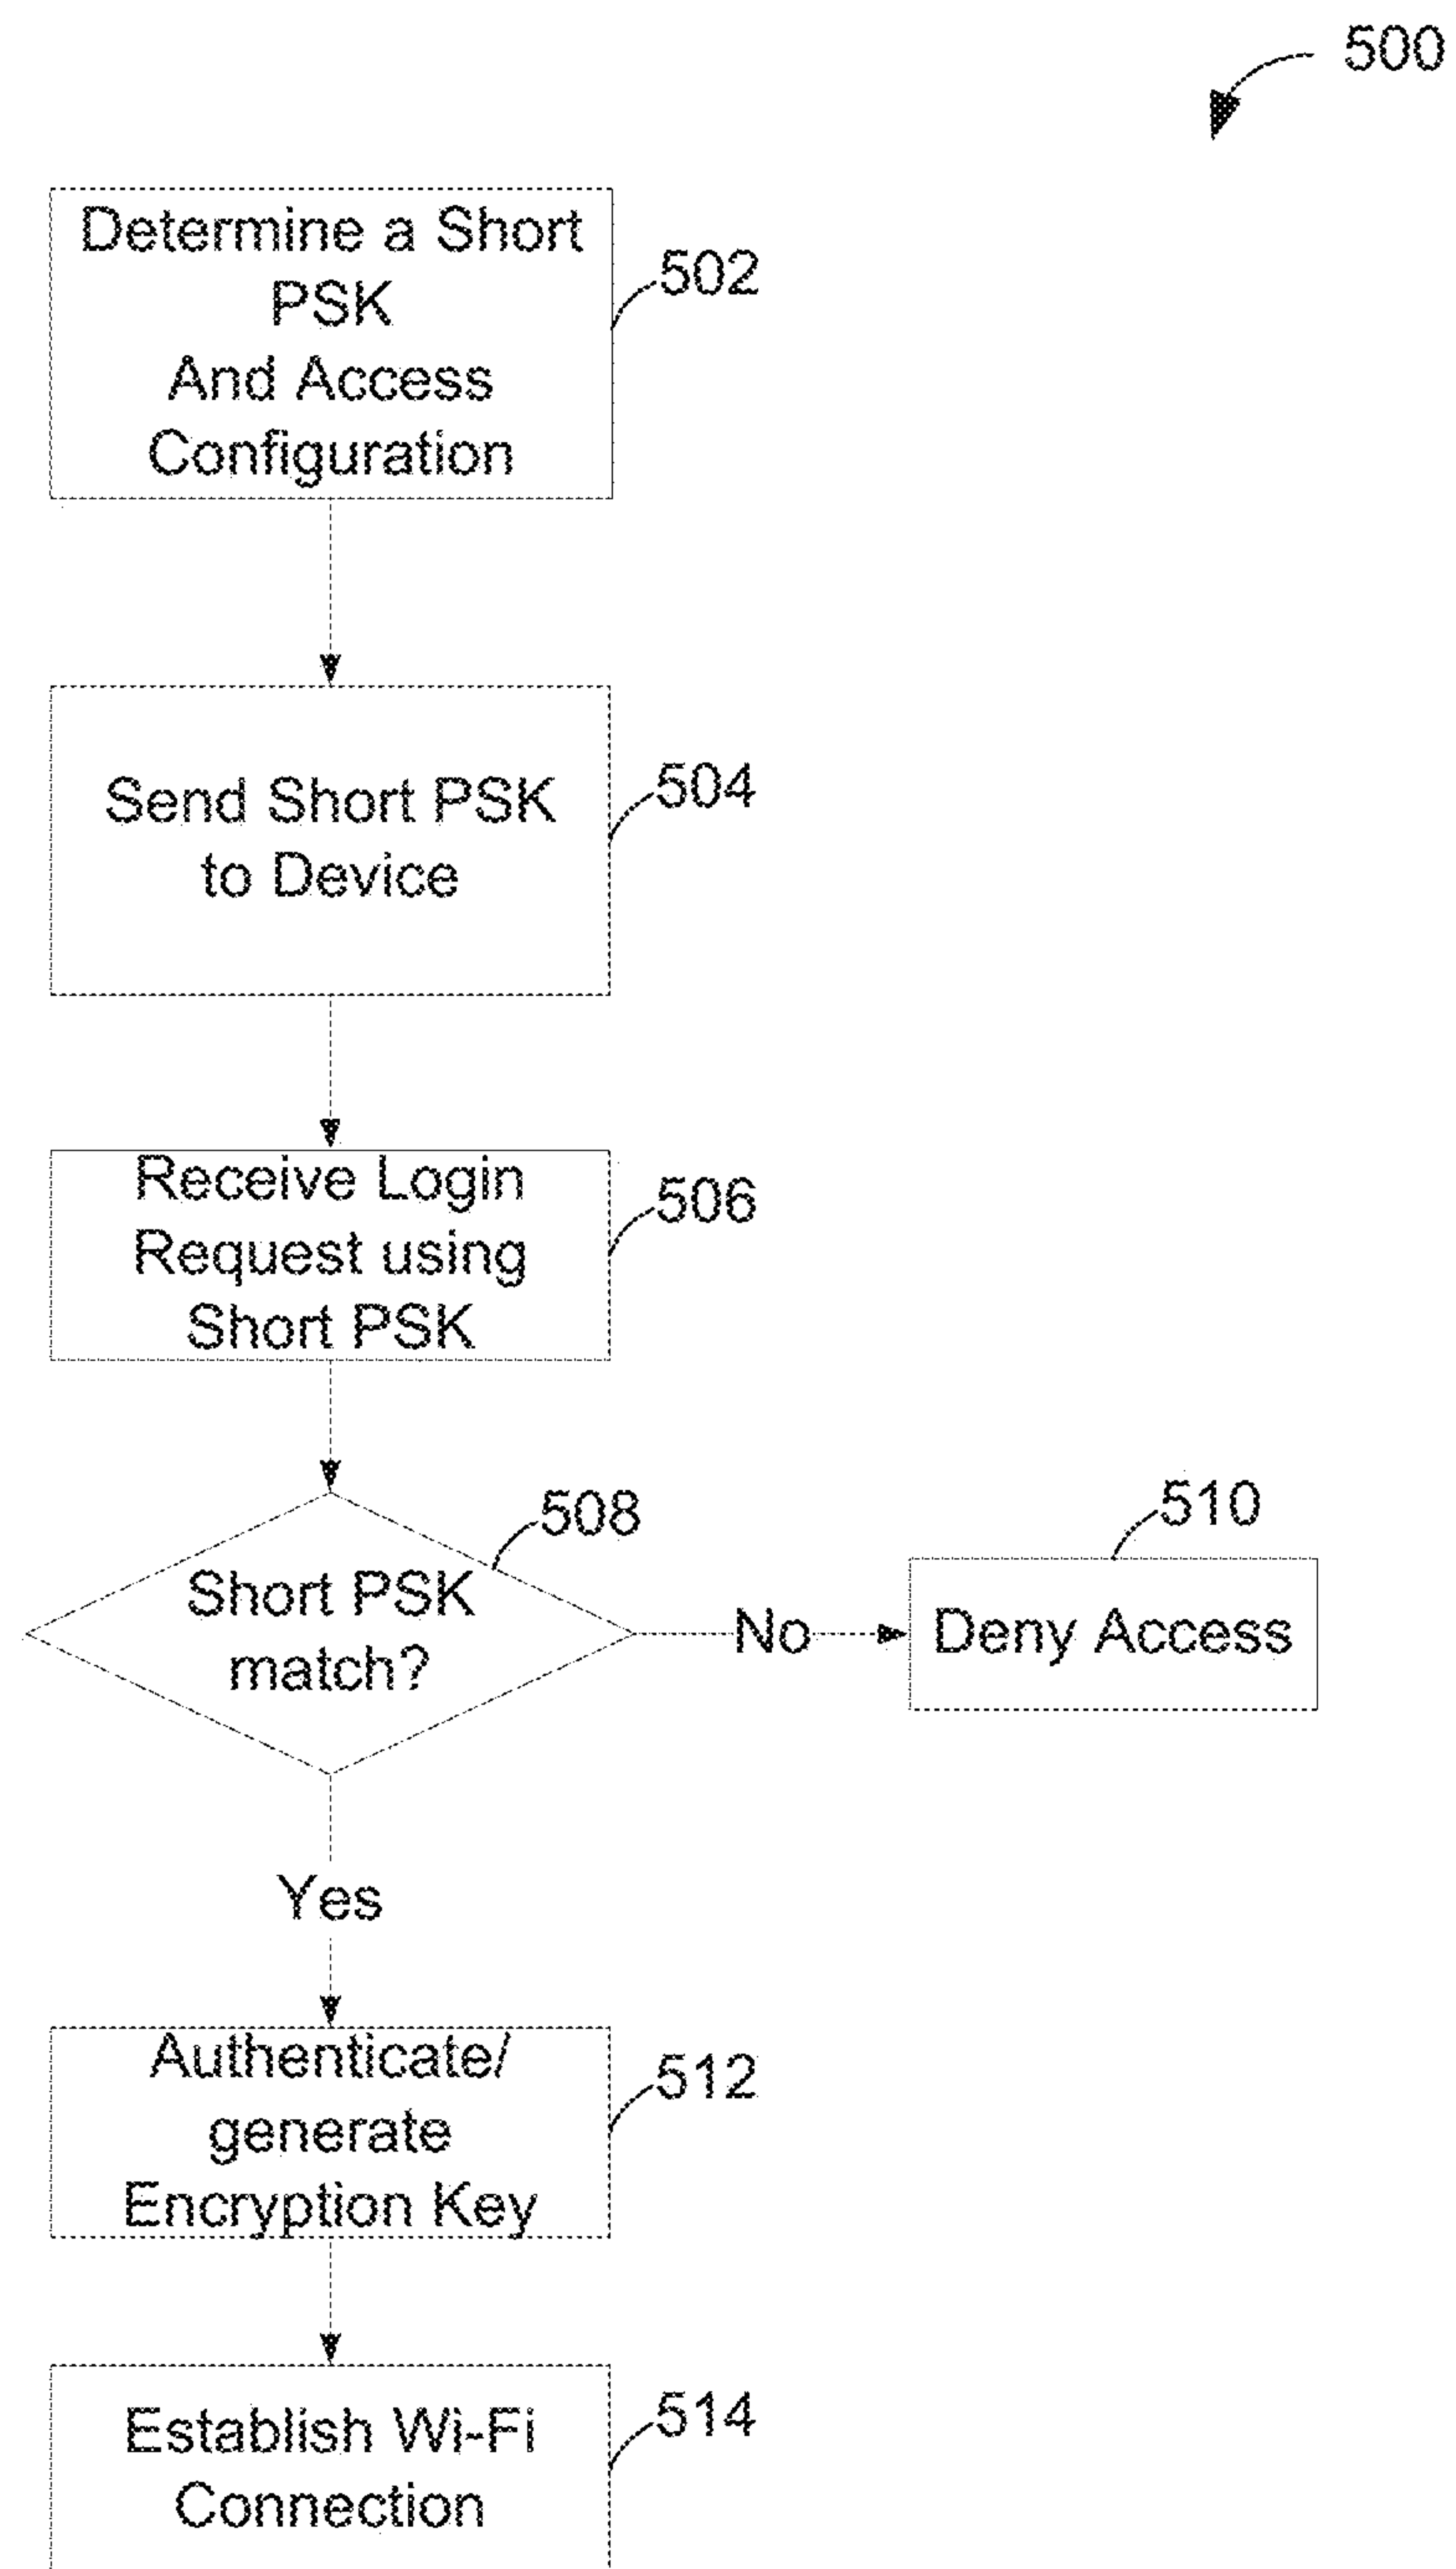 500
Determine a Short
PSK
And Access
Configuration
502
Send Short PSK
to Device
504
Receive Login
Request using
Short PSK
506
508
Short PSK
match?
No
510
Deny Access
Yes
Authenticate/
generate
Encryption Key
512
Establish Wi-Fi
Connection
514